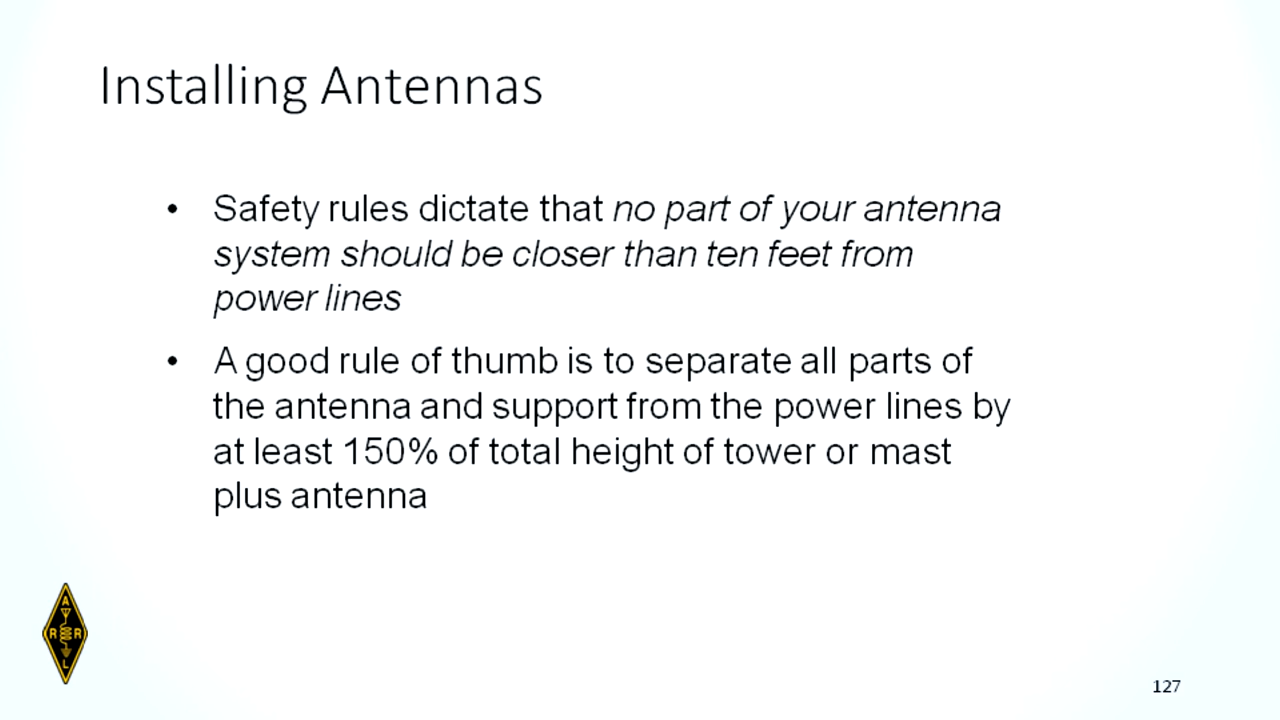 Installing Antennas
• Safety rules dictate that no part of your antenna
system should be closer than ten feet from
power lines
• A good rule of thumb is to separate all parts of
the antenna and support from the power lines by
at least 150% of total height of tower or mast
plus antenna
A
R R
L
127